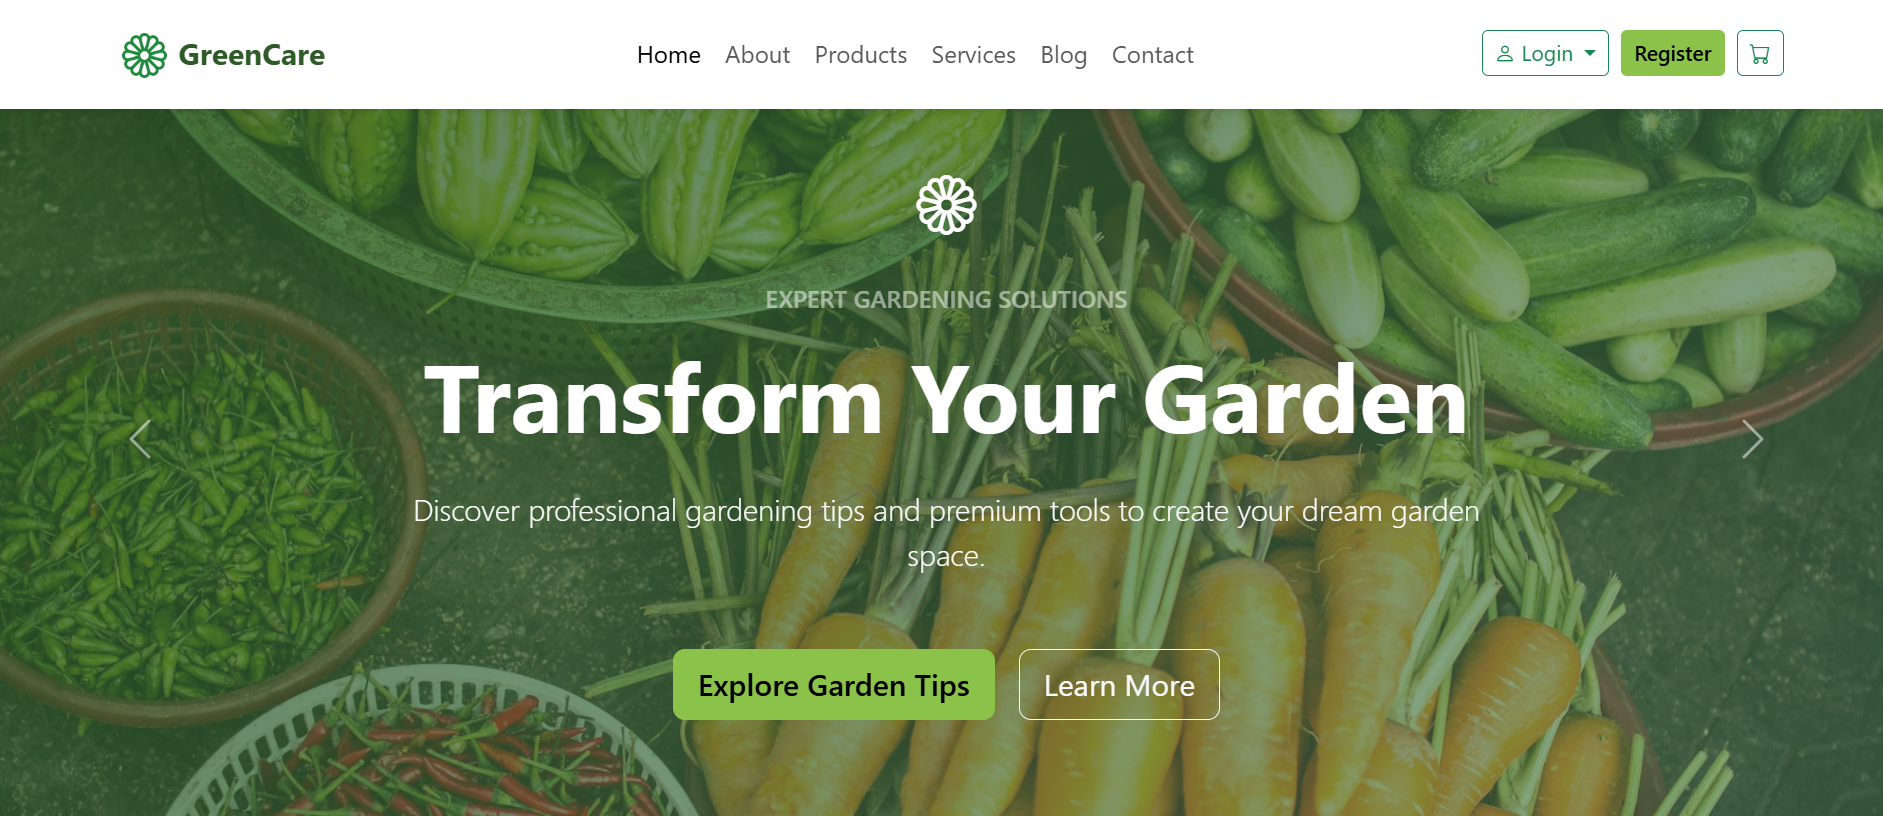 GreenCare
Home About Products Services Blog Contact
Login Register
EXPERT GARDENING SOLUTIONS
Transform Your Garden
Discover professional gardening tips and premium tools to create your dream garden
space.
Explore Garden Tips Learn More